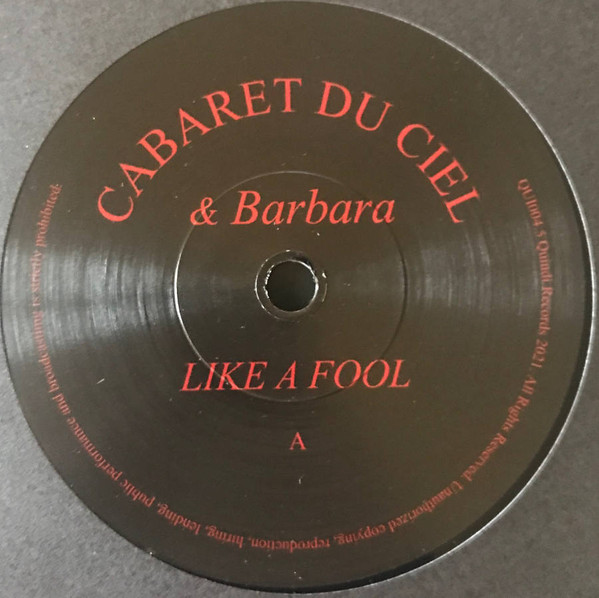 CABARET DU CIEL
& Barbara
LIKE A FOOL
A
QUI004.5 Quindi Records 2021. All Rights Reserved. Unauthorized copying, reproduction, hiring, lending, public performance and broadcasting is strictly prohibited.